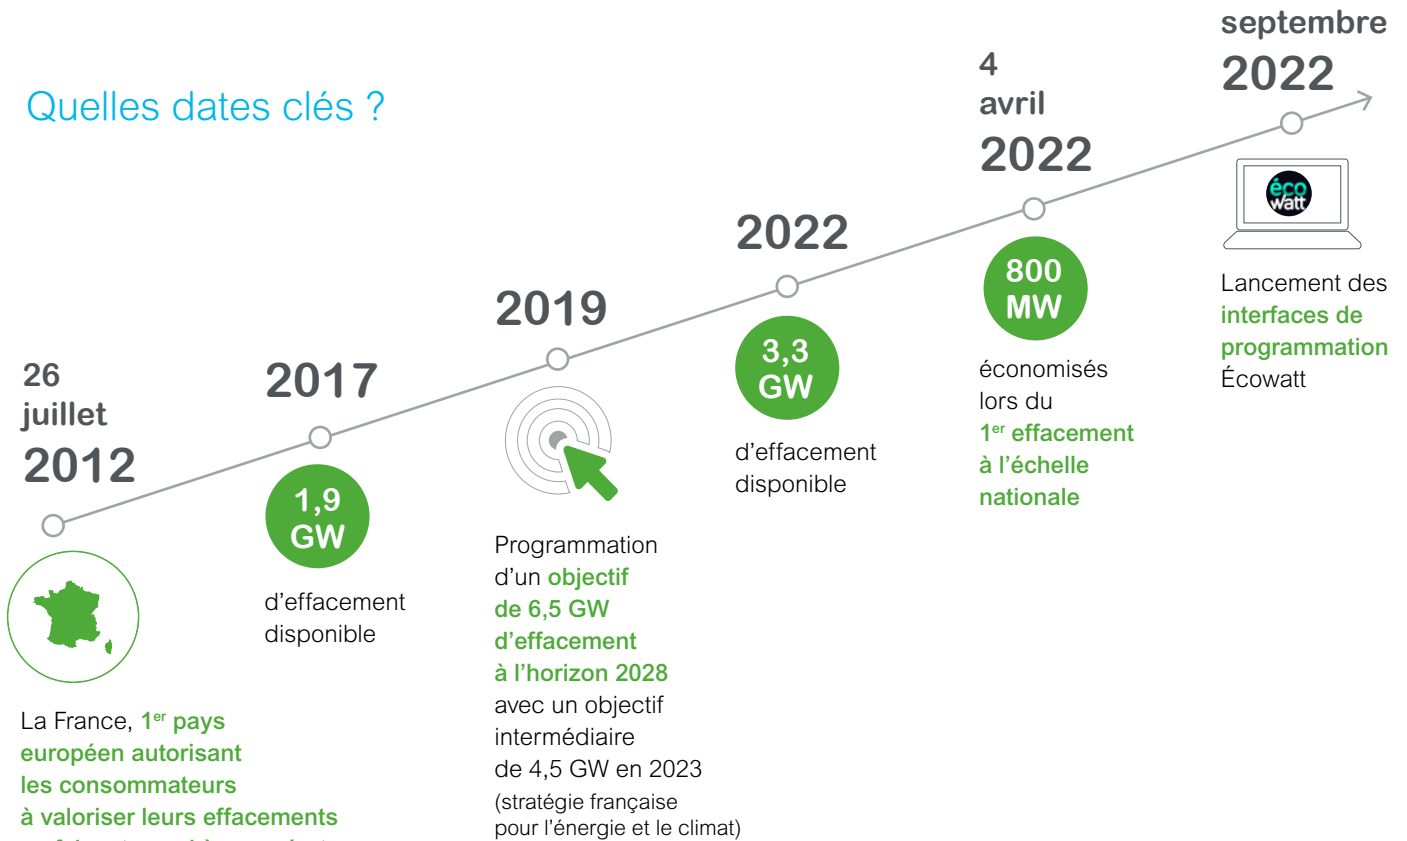 Quelles dates clés ?
26
juillet
2012
La France, 1er pays
européen autorisant
les consommateurs
à valoriser leurs effacements
2017
1,9
GW
d'effacement
disponible
2019
Programmation
d'un objectif
de 6,5 GW
d'effacement
à l'horizon 2028
avec un objectif
intermédiaire
de 4,5 GW en 2023
(stratégie française
pour l'énergie et le climat)
2022
3,3
GW
d'effacement
disponible
4
avril
2022
800
MW
économisés
lors du
1er effacement
à l'échelle
nationale
septembre
2022
éco
watt
Lancement des
interfaces de
programmation
Écowatt